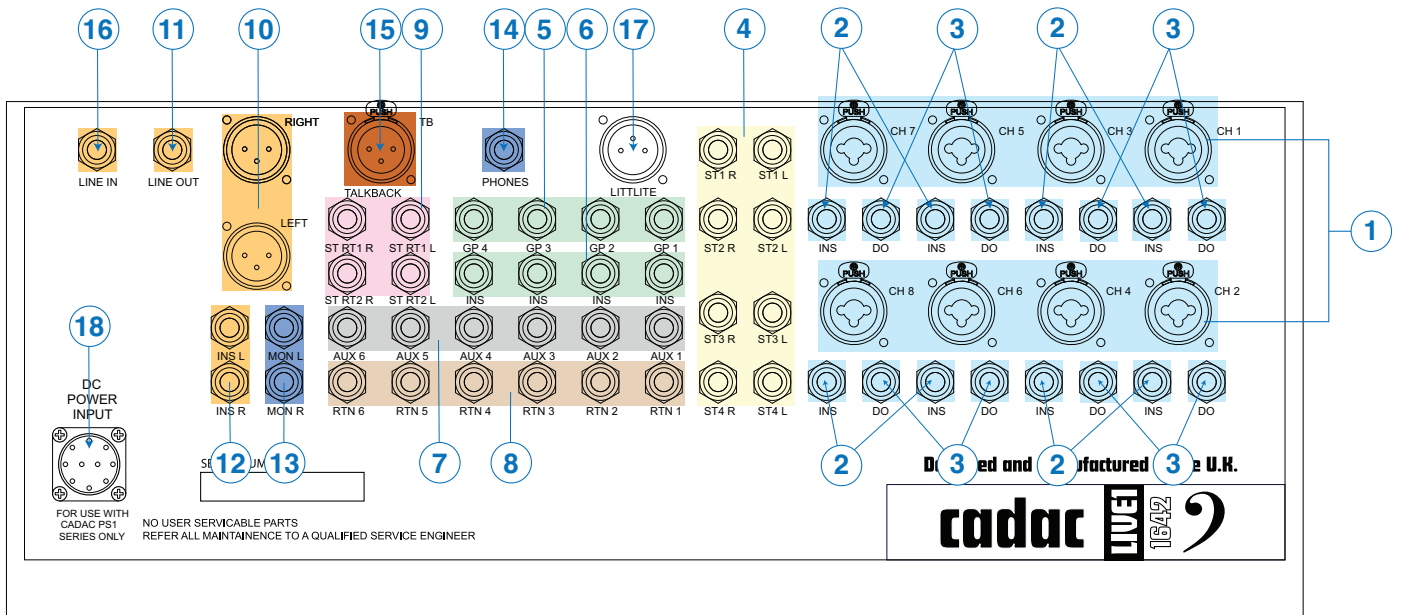 16 11 10 15 9 14 5 6 17 4 2 3 2 3
RIGHT TB CH 7 CH 5 CH 3 CH 1
PUSH PUSH PUSH PUSH PUSH
LINE IN LINE OUT TALKBACK PHONES LITTLITE ST1 R ST1 L
LEFT INS DO INS DO INS DO INS DO
1
ST RT1 R ST RT1 L GP 4 GP 3 GP 2 GP 1 ST2 R ST2 L
PUSH PUSH PUSH PUSH
CH 8 CH 6 CH 4 CH 2
ST RT2 R ST RT2 L INS INS INS INS
18
INS L MON L AUX 6 AUX 5 AUX 4 AUX 3 AUX 2 AUX 1 ST3 R ST3 L
DC
POWER
INPUT
INS R MON R RTN 6 RTN 5 RTN 4 RTN 3 RTN 2 RTN 1 ST4 R ST4 L INS DO INS DO INS DO INS DO
12 13 7 8 2 3 2 3
U.K.
FOR USE WITH
CADAC PS1
SERIES ONLY
NO USER SERVICABLE PARTS
REFER ALL MAINTAINENCE TO A QUALIFIED SERVICE ENGINEER
cadac LIVE1 1642